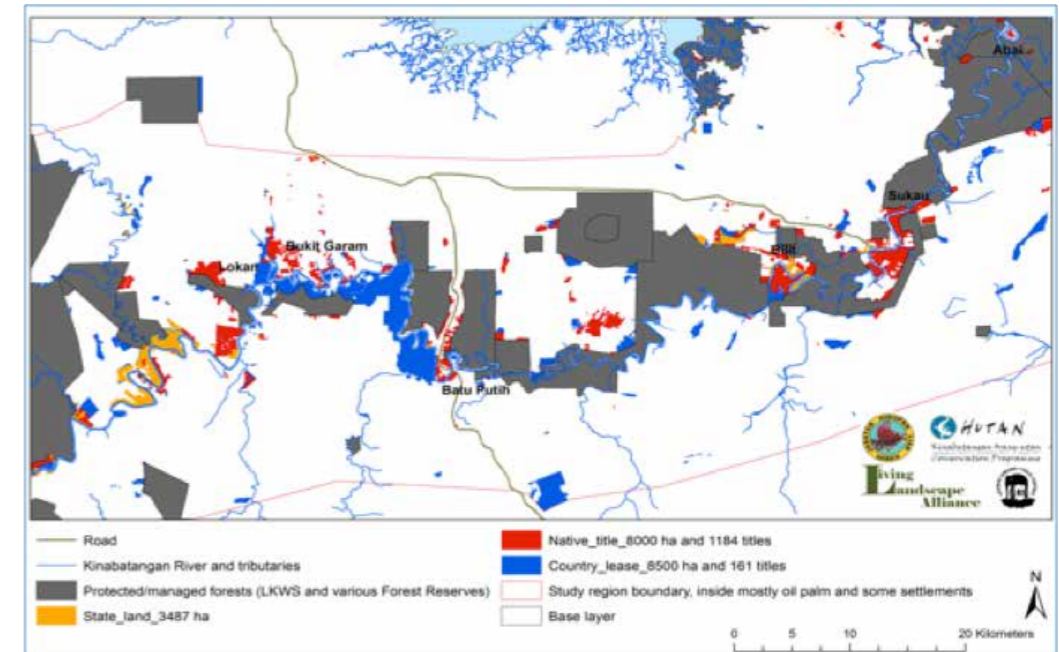 Abai
Sukau
Bukit Garam
Lokan
Bilit
Batu Putih
HUTAN
Living
Landscape
Alliance
Road
Kinabatangan River and tributaries
Protected/managed forests (LKWS and various Forest Reserves)
State_land_3487 ha
Native_title_8000 ha and 1184 titles
Country_lease_8500 ha and 161 titles
Study region boundary, inside mostly oil palm and some settlements
Base layer
N
0 5 10 20 Kilometers